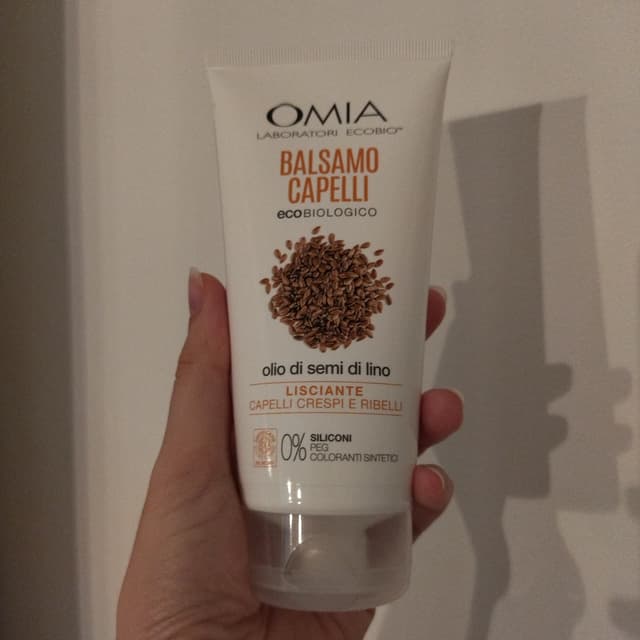 OMIA
LABORATORI ECOBIO™
BALSAMO
CAPELLI
ecoBIOLOGICO
olio di semi di lino
LISCIANTE
CAPELLI CRESPI E RIBELLI
0% SILICONI
PEG
COLORANTI SINTETICI